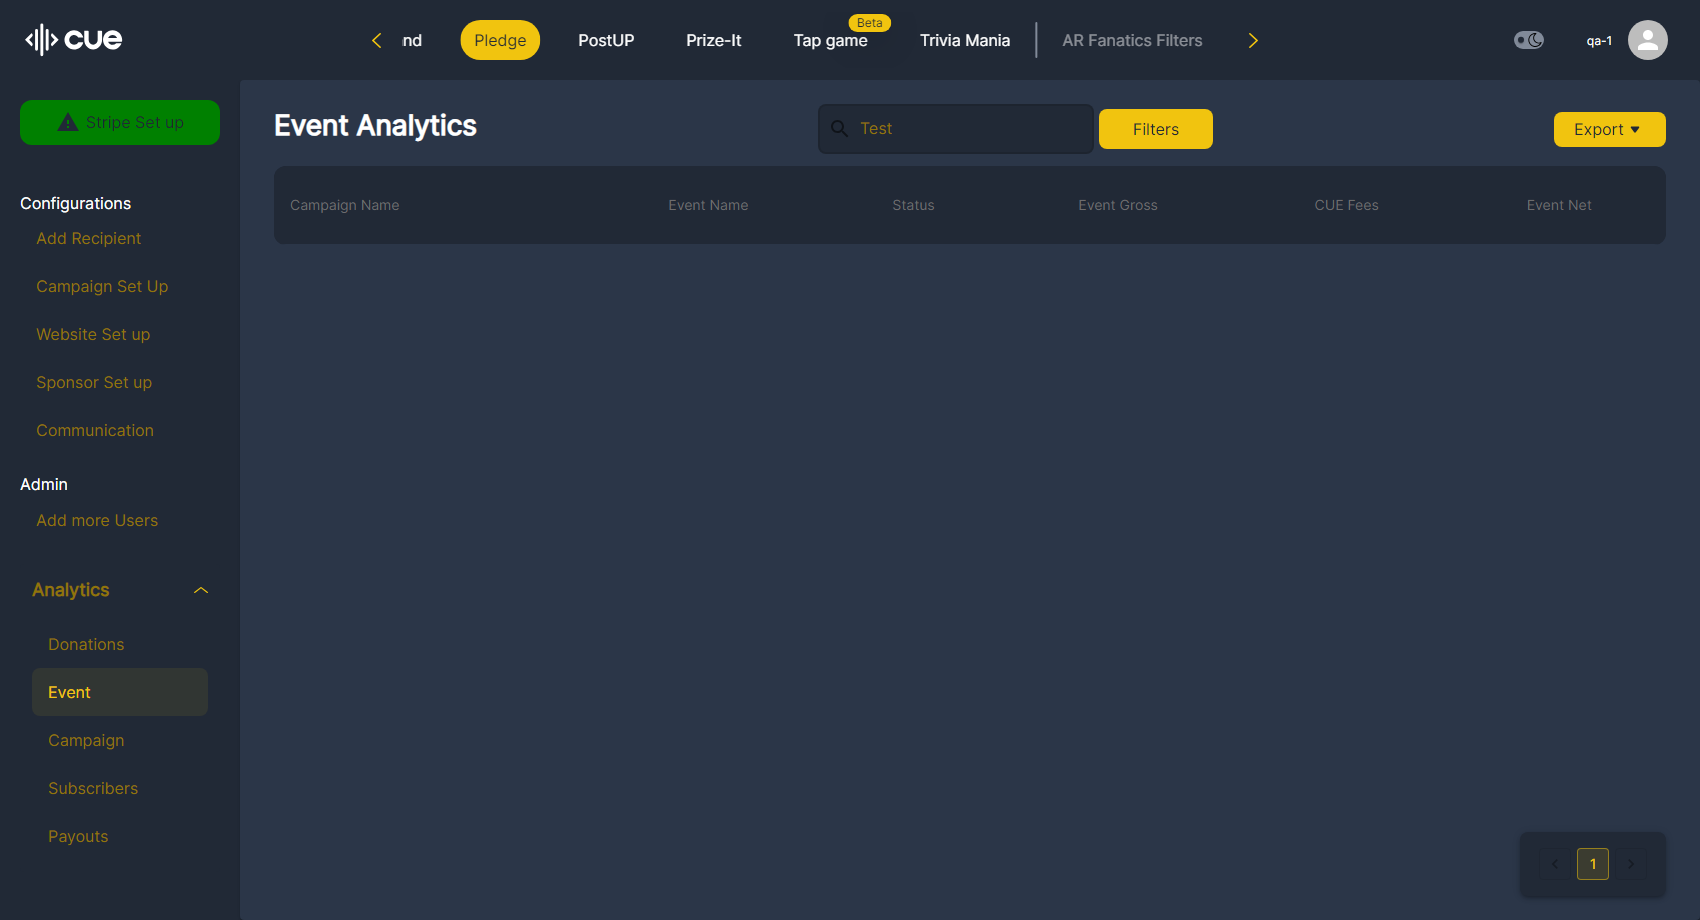 cue
nd
Pledge
PostUP
Prize-It
Tap game
Beta
Trivia Mania
AR Fanatics Filters
qa-1
Stripe Set up
Configurations
Add Recipient
Campaign Set Up
Website Set up
Sponsor Set up
Communication
Admin
Add more Users
Analytics
Donations
Event
Campaign
Subscribers
Payouts
Event Analytics
Test
Filters
Export
Campaign Name
Event Name
Status
Event Gross
CUE Fees
Event Net
1